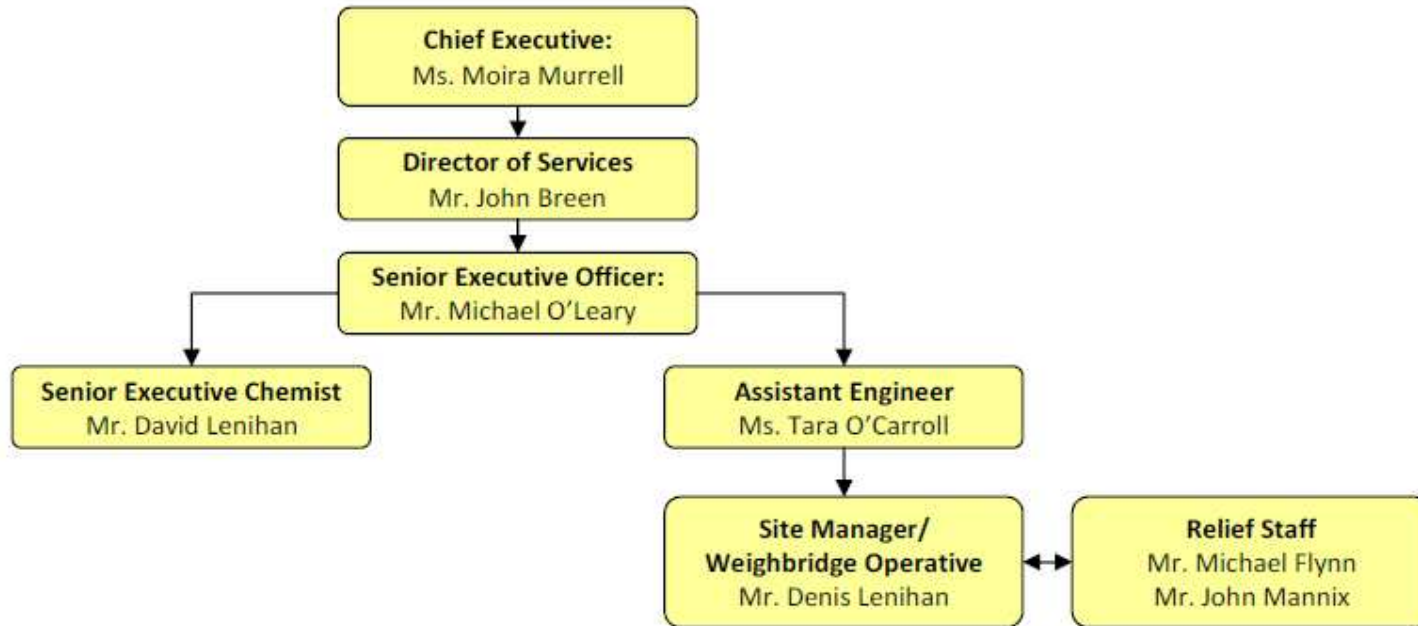 Chief Executive:
Ms. Moira Murrell
Director of Services
Mr. John Breen
Senior Executive Officer:
Mr. Michael O’Leary
Senior Executive Chemist
Mr. David Lenihan
Assistant Engineer
Ms. Tara O’Carroll
Site Manager/
Weighbridge Operative
Mr. Denis Lenihan
Relief Staff
Mr. Michael Flynn
Mr. John Mannix